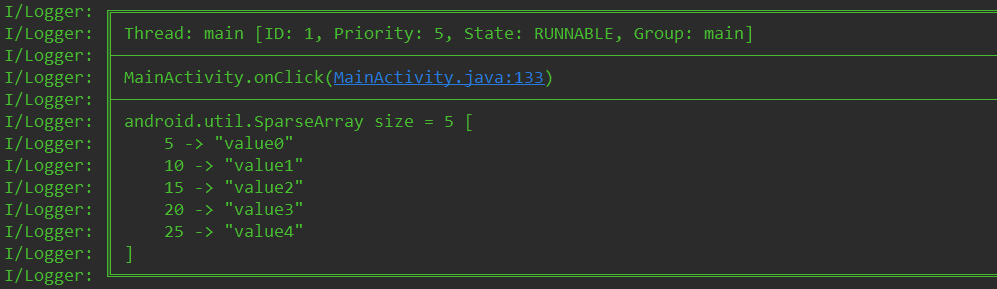 I/Logger:
I/Logger: Thread: main [ID: 1, Priority: 5, State: RUNNABLE, Group: main]
I/Logger:
I/Logger: MainActivity.onClick(MainActivity.java:133)
I/Logger:
I/Logger: android.util.SparseArray size = 5 [
I/Logger:     5 -> "value0"
I/Logger:     10 -> "value1"
I/Logger:     15 -> "value2"
I/Logger:     20 -> "value3"
I/Logger:     25 -> "value4"
I/Logger: ]
I/Logger: